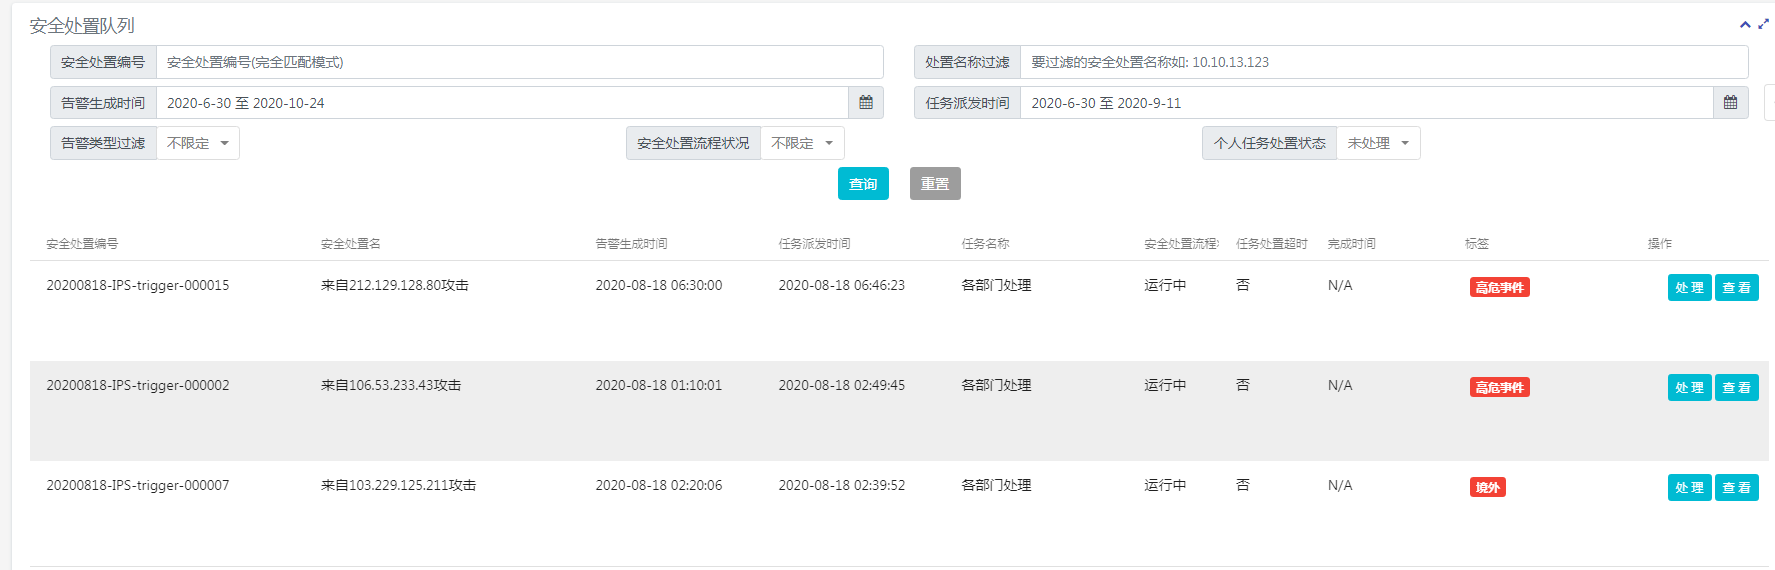 安全处置队列
安全处置编号 安全处置编号(完全匹配模式) 处置名称过滤 要过滤的安全处置名称如: 10.10.13.123
告警生成时间 2020-6-30 至 2020-10-24 任务派发时间 2020-6-30 至 2020-9-11
告警类型过滤 不限定 安全处置流程状况 不限定 个人任务处置状态 未处理
查询 重置
安全处置编号 安全处置名 告警生成时间 任务派发时间 任务名称 安全处置流程 任务处置超时 完成时间 标签 操作
20200818-IPS-trigger-000015 来自212.129.128.80攻击 2020-08-18 06:30:00 2020-08-18 06:46:23 各部门处理 运行中 否 N/A 高危事件 处 理 查 看
20200818-IPS-trigger-000002 来自106.53.233.43攻击 2020-08-18 01:10:01 2020-08-18 02:49:45 各部门处理 运行中 否 N/A 高危事件 处 理 查 看
20200818-IPS-trigger-000007 来自103.229.125.211攻击 2020-08-18 02:20:06 2020-08-18 02:39:52 各部门处理 运行中 否 N/A 境外 处 理 查 看